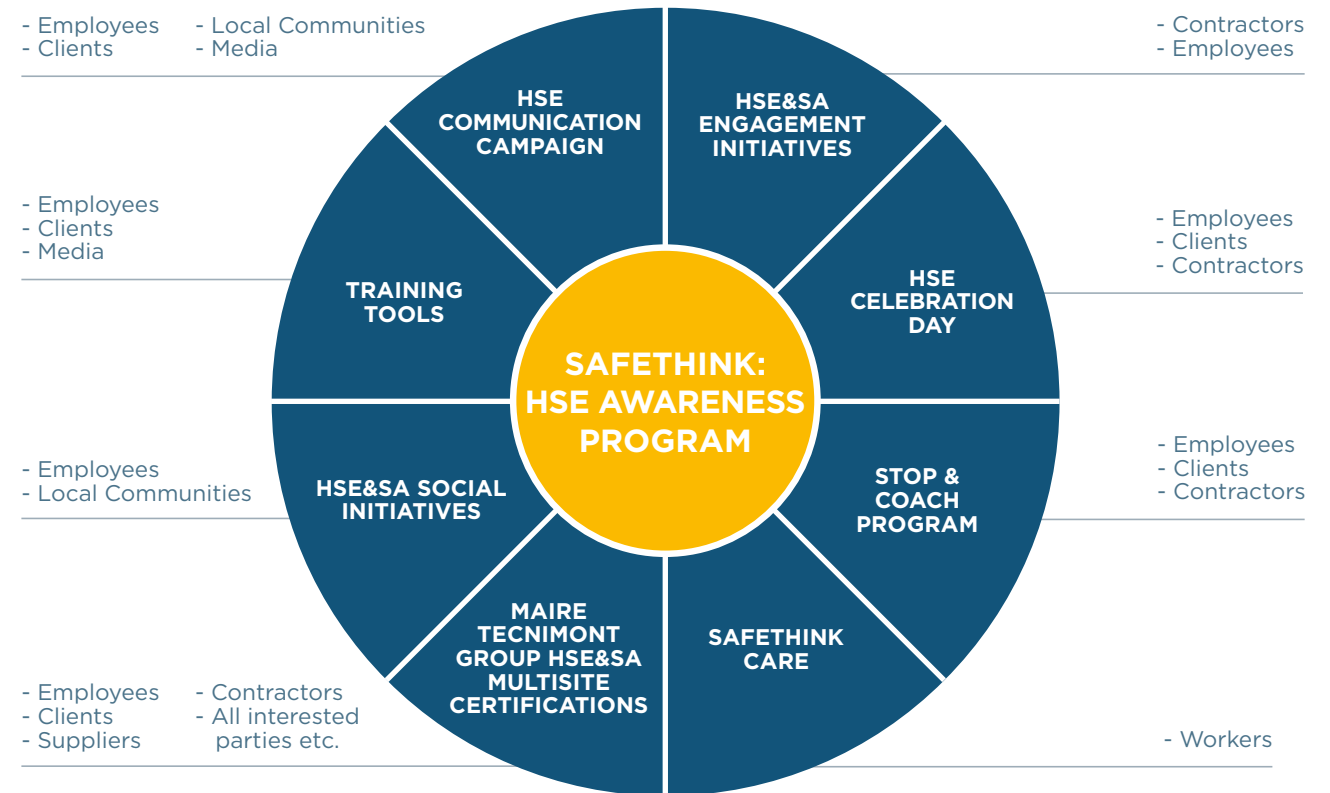 - Employees
- Clients
- Local Communities
- Media
HSE
COMMUNICATION
CAMPAIGN
HSE&SA
ENGAGEMENT
INITIATIVES
- Contractors
- Employees
- Employees
- Clients
- Media
TRAINING
TOOLS
HSE
CELEBRATION
DAY
- Employees
- Clients
- Contractors
SAFETHINK:
HSE AWARENESS
PROGRAM
- Employees
- Local Communities
HSE&SA SOCIAL
INITIATIVES
STOP &
COACH
PROGRAM
- Employees
- Clients
- Contractors
- Employees
- Clients
- Suppliers
- Contractors
- All interested
parties etc.
MAIRE
TECNIMONT
GROUP HSE&SA
MULTISITE
CERTIFICATIONS
SAFETHINK
CARE
- Workers